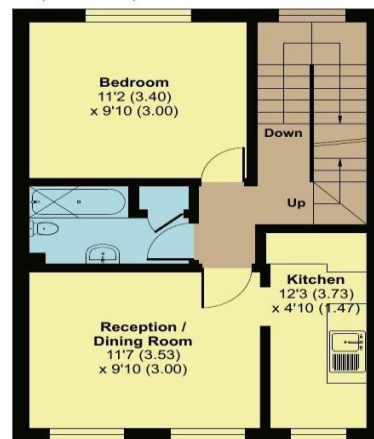 Bedroom
11'2 (3.40)
x 9'10 (3.00)
Down
Up
Kitchen
12'3 (3.73)
x 4'10 (1.47)
Reception /
Dining Room
11'7 (3.53)
x 9'10 (3.00)